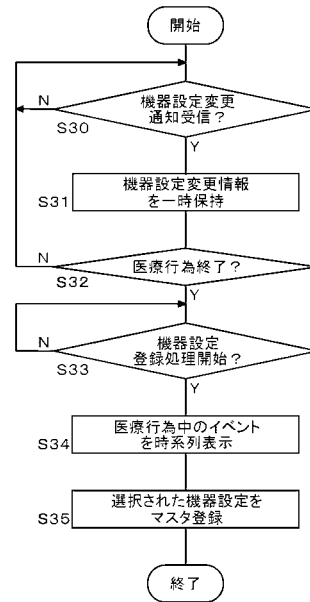 開始
機器設定変更
通知受信?
N
S30
Y
機器設定変更情報
を一時保持
S31
医療行為終了?
N
S32
Y
機器設定
登録処理開始?
N
S33
Y
医療行為中のイベント
を時系列表示
S34
選択された機器設定を
マスタ登録
S35
終了